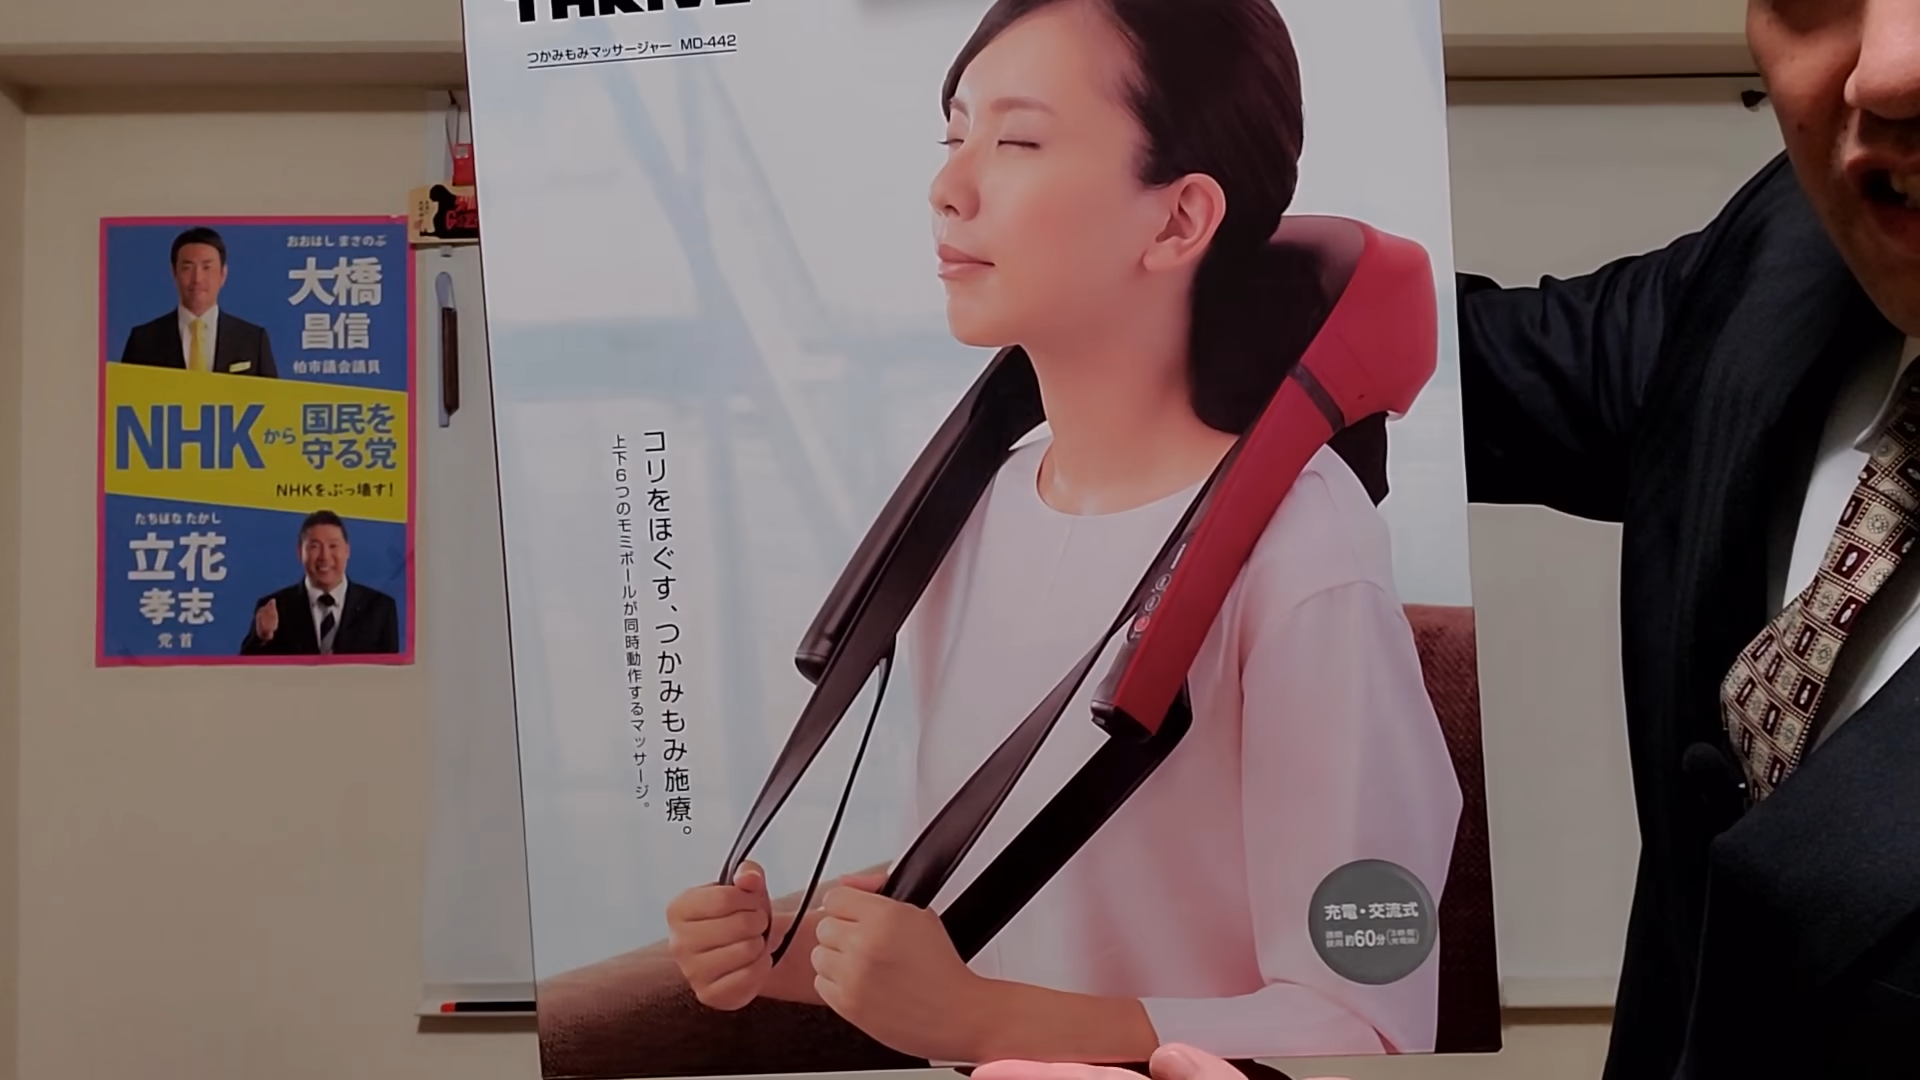 THRIVE
つかみもみマッサージャー MD-442
コリをほぐす、つかみもみ施療。
上下6つのモミボールが同時動作するマッサージ。
充電・交流式
約60分
おおはし まさのぶ
大橋
昌信
柏市議会議員
NHKから
国民を
守る党
NHKをぶっ壊す!
たちばな たかし
立花
孝志
党首